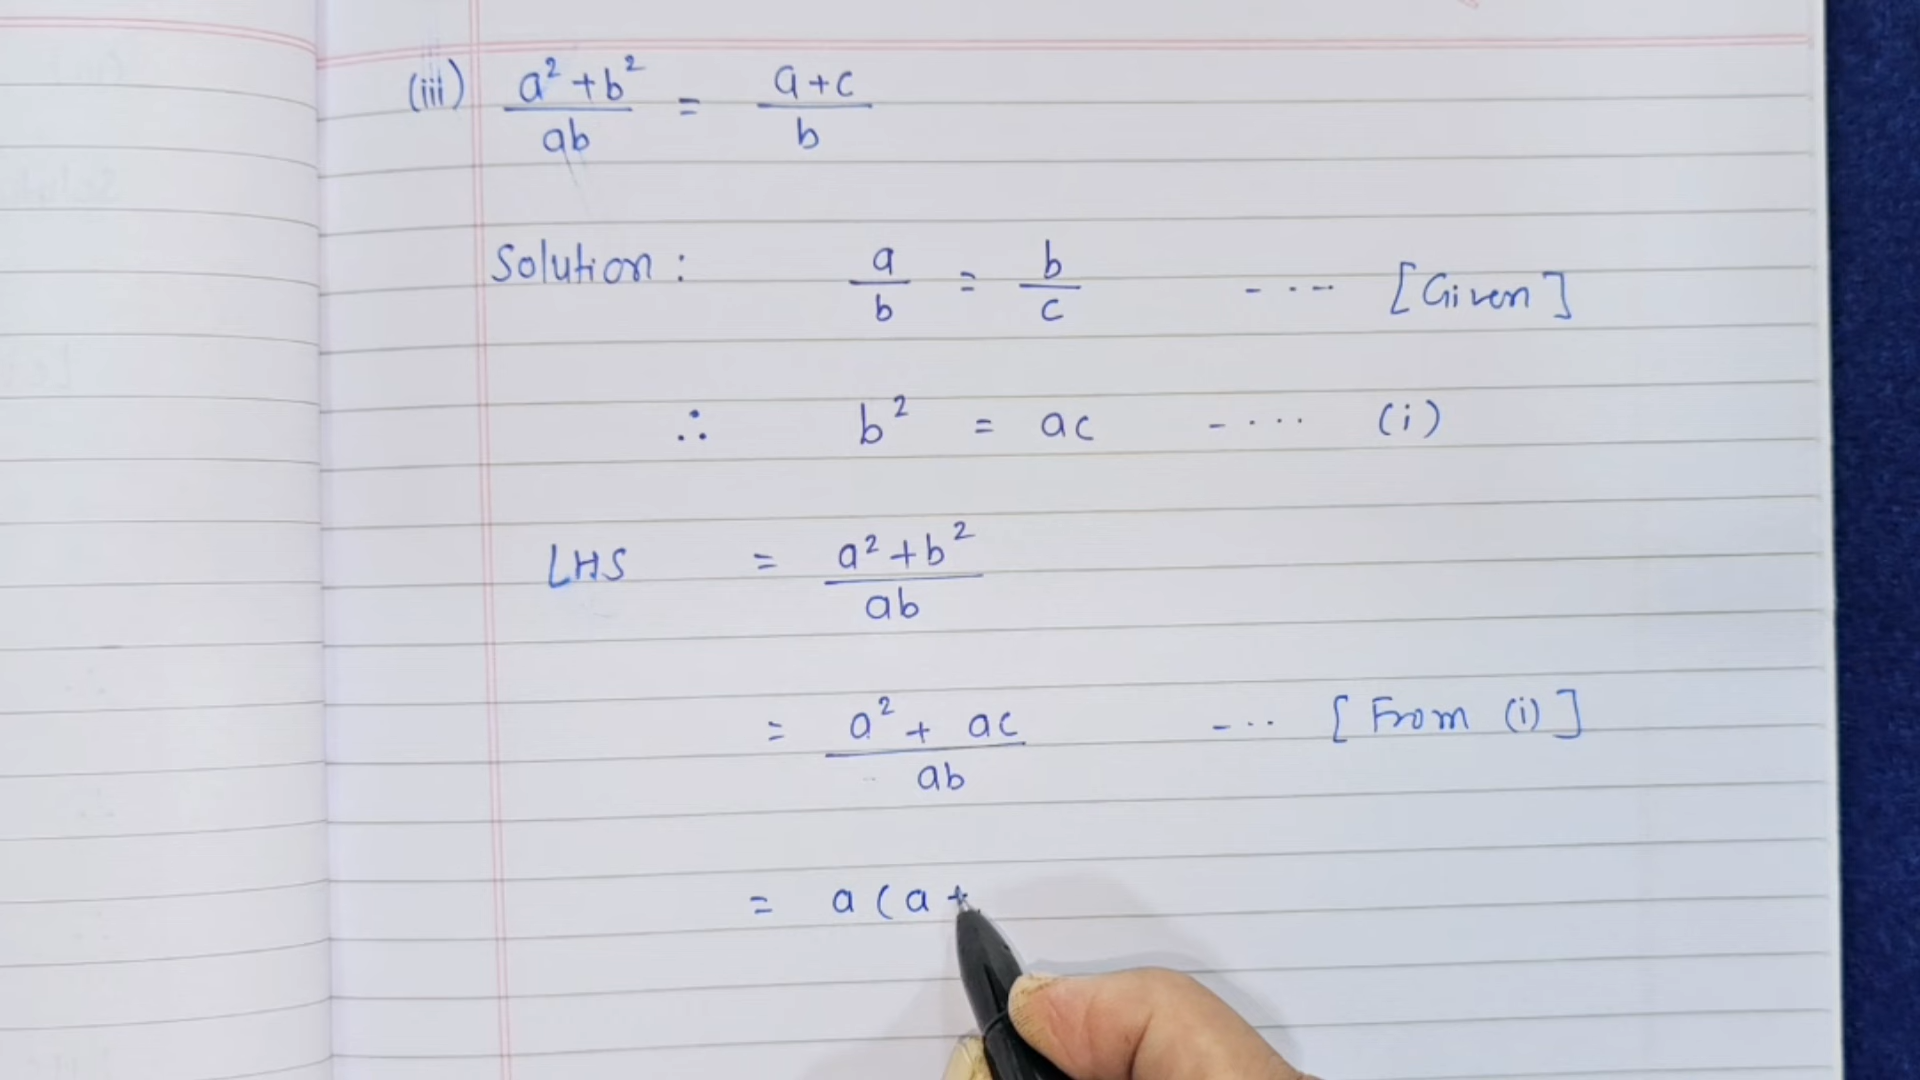 (iii) a² + b² / ab = a + c / b
Solution : a / b = b / c - ... [Given]
∴ b² = ac - ... (i)
LHS = a² + b² / ab
= a² + ac / ab - ... [From (i)]
= a ( a +